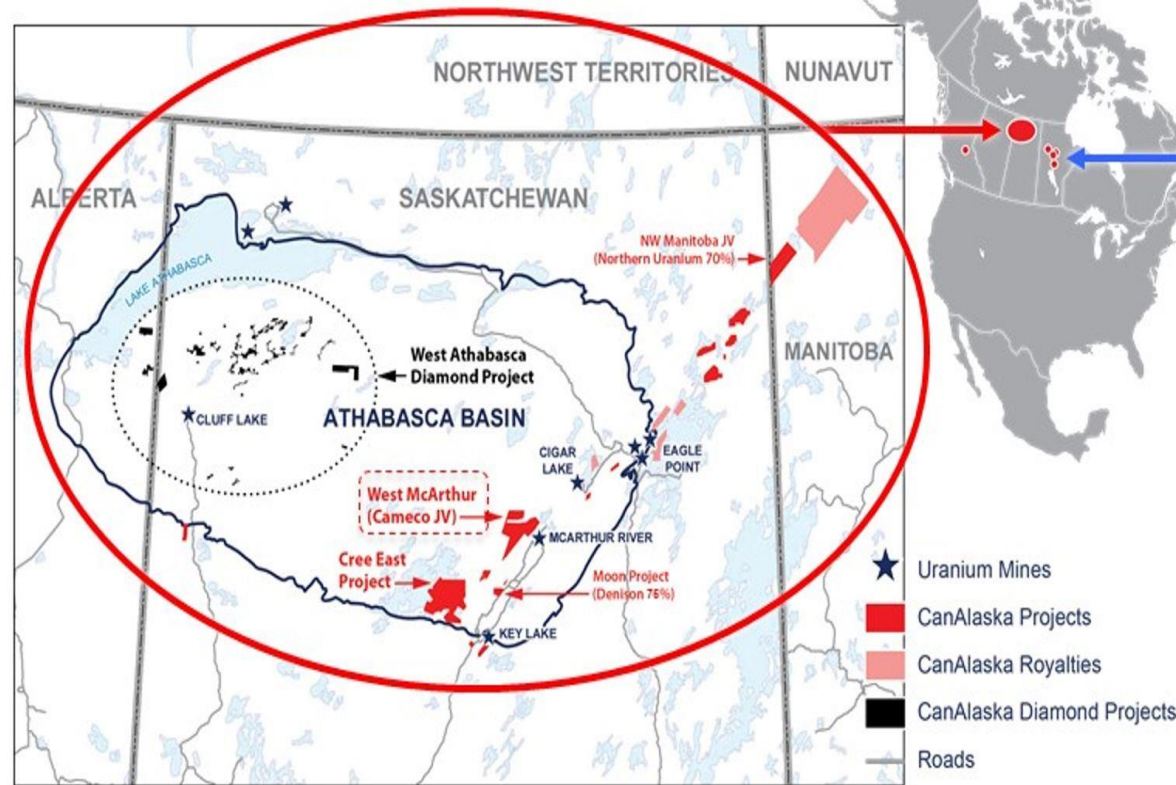 NORTHWEST TERRITORIES
NUNAVUT
ALBERTA
SASKATCHEWAN
LAKE ATHABASCA
NW Manitoba JV
(Northern Uranium 70%)
MANITOBA
West Athabasca
Diamond Project
CLUFF LAKE
ATHABASCA BASIN
CIGAR
LAKE
EAGLE
POINT
West McArthur
(Cameco JV)
MCARTHUR RIVER
Cree East
Project
Moon Project
(Denison 75%)
KEY LAKE
Uranium Mines
CanAlaska Projects
CanAlaska Royalties
CanAlaska Diamond Projects
Roads